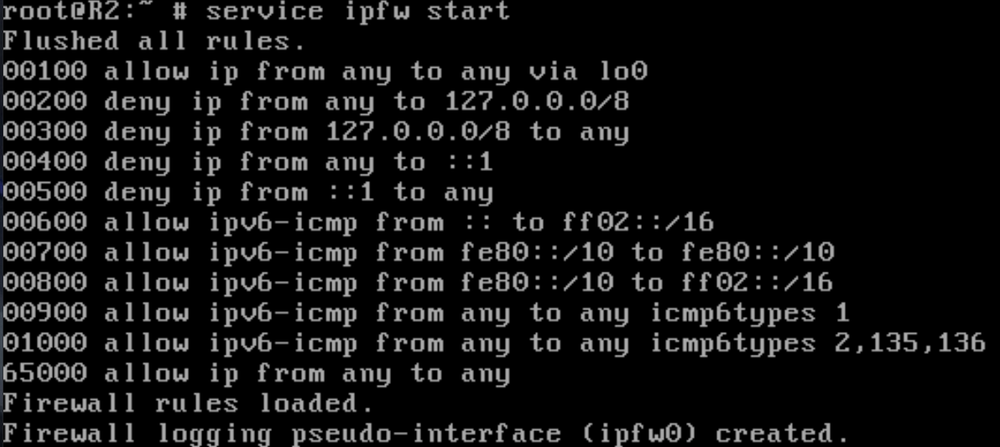 root@R2:~ # service ipfw start
Flushed all rules.
00100 allow ip from any to any via lo0
00200 deny ip from any to 127.0.0.0/8
00300 deny ip from 127.0.0.0/8 to any
00400 deny ip from any to ::1
00500 deny ip from ::1 to any
00600 allow ipv6-icmp from :: to ff02::/16
00700 allow ipv6-icmp from fe80::/10 to fe80::/10
00800 allow ipv6-icmp from fe80::/10 to ff02::/16
00900 allow ipv6-icmp from any to any icmp6types 1
01000 allow ipv6-icmp from any to any icmp6types 2,135,136
65000 allow ip from any to any
Firewall rules loaded.
Firewall logging pseudo-interface (ipfw0) created.